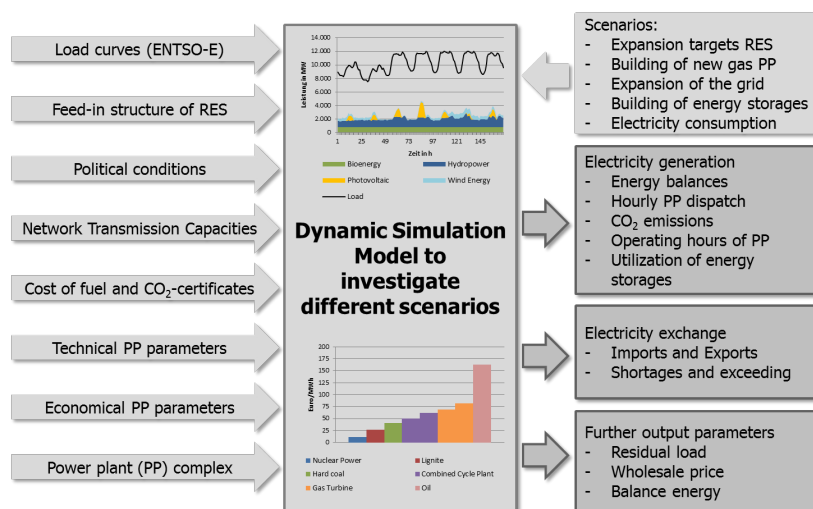 Load curves (ENTSO-E)
Feed-in structure of RES
Political conditions
Network Transmission Capacities
Cost of fuel and CO₂-certificates
Technical PP parameters
Economical PP parameters
Power plant (PP) complex
Leistung in MW
14.000
12.000
10.000
8.000
6.000
4.000
2.000
0
1 25 49 73 97 121 145
Zeit in h
Bioenergy Hydropower
Photovoltaic Wind Energy
Load
Dynamic Simulation
Model to
investigate
different scenarios
Euro/MWh
200
175
150
125
100
75
50
25
0
Nuclear Power Lignite
Hard coal Combined Cycle Plant
Gas Turbine Oil
Scenarios:
- Expansion targets RES
- Building of new gas PP
- Expansion of the grid
- Building of energy storages
- Electricity consumption
Electricity generation
- Energy balances
- Hourly PP dispatch
- CO₂ emissions
- Operating hours of PP
- Utilization of energy
storages
Electricity exchange
- Imports and Exports
- Shortages and exceeding
Further output parameters
- Residual load
- Wholesale price
- Balance energy